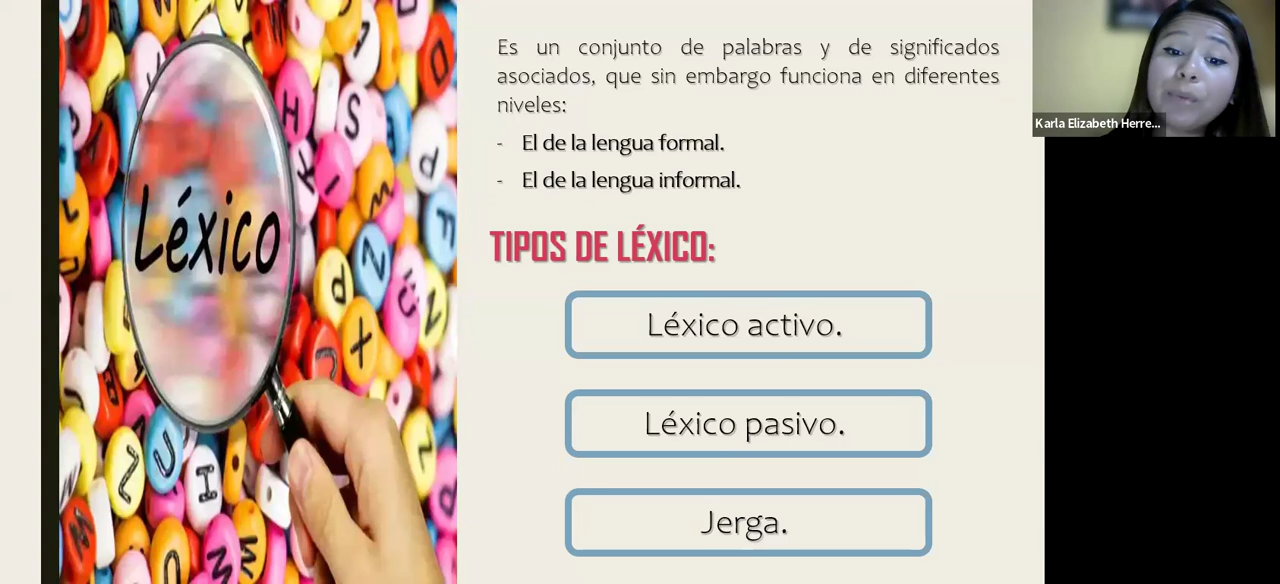 Léxico
Es un conjunto de palabras y de significados
asociados, que sin embargo funciona en diferentes
niveles:
- El de la lengua formal.
- El de la lengua informal.
TIPOS DE LÉXICO:
Léxico activo.
Léxico pasivo.
Jerga.
Karla Elizabeth Herre...